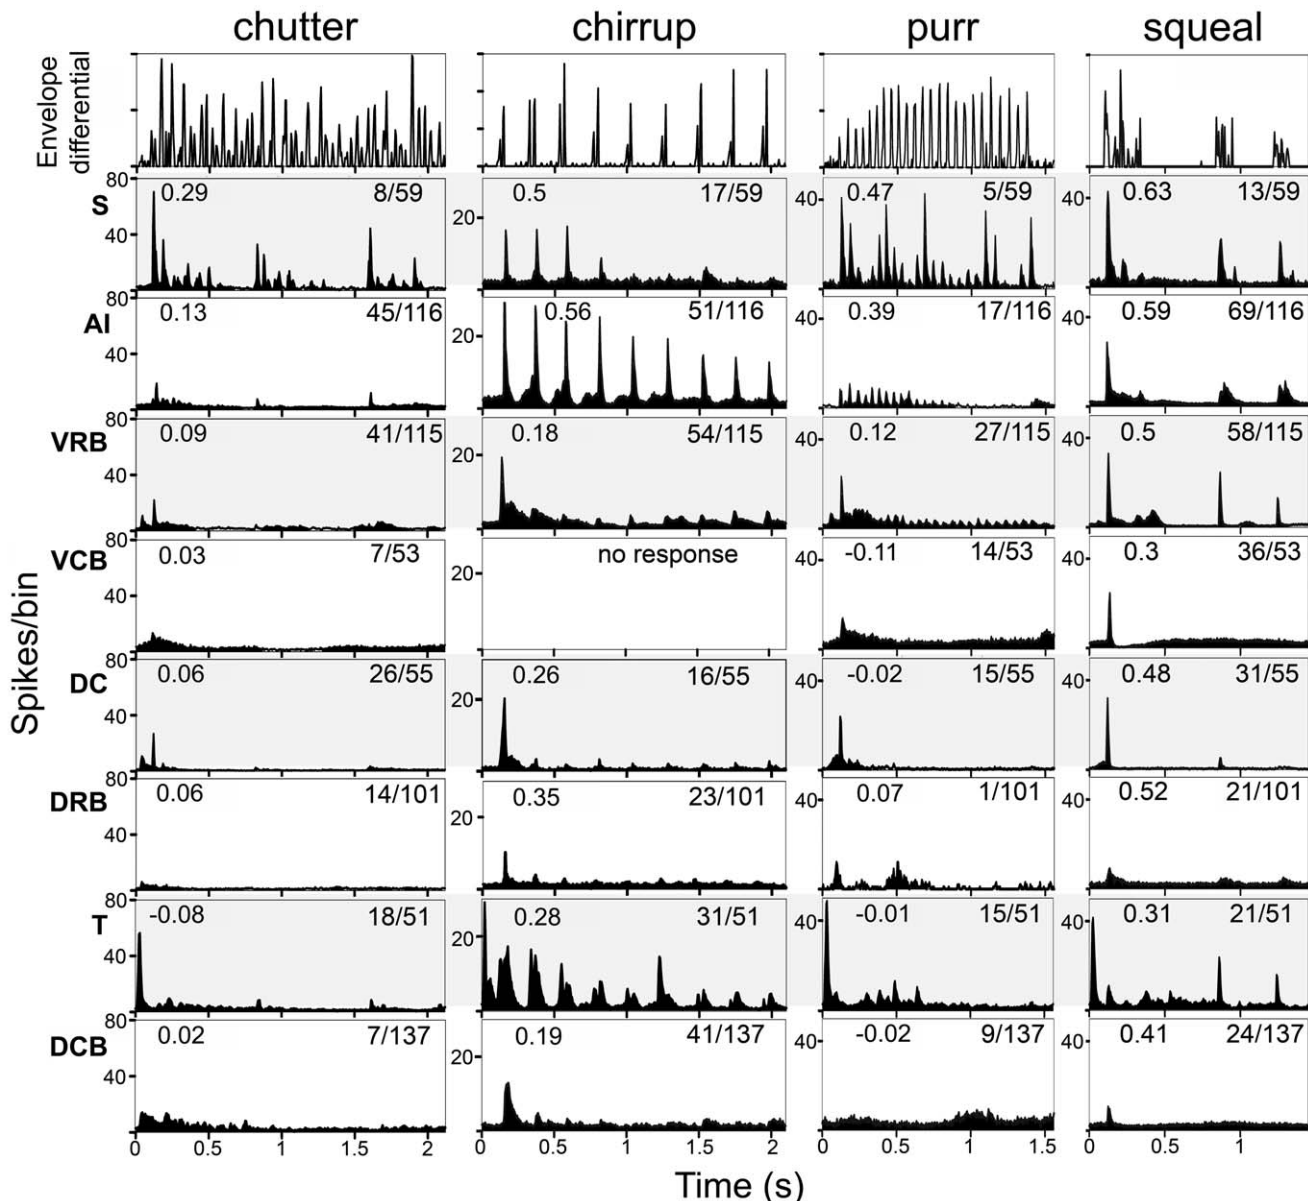 chutter chirrup purr squeal
Envelope differential
80 S 40 0.29 8/59 20 0.5 17/59 40 0.47 5/59 40 0.63 13/59
80 AI 40 0.13 45/116 20 0.56 51/116 40 0.39 17/116 40 0.59 69/116
80 VRB 40 0.09 41/115 20 0.18 54/115 40 0.12 27/115 40 0.5 58/115
80 VCB 40 0.03 7/53 20 no response 40 -0.11 14/53 40 0.3 36/53
80 DC 40 0.06 26/55 20 0.26 16/55 40 -0.02 15/55 40 0.48 31/55
80 DRB 40 0.06 14/101 20 0.35 23/101 40 0.07 1/101 40 0.52 21/101
80 T 40 -0.08 18/51 20 0.28 31/51 40 -0.01 15/51 40 0.31 21/51
80 DCB 40 0.02 7/137 20 0.19 41/137 40 -0.02 9/137 40 0.41 24/137
Spikes/bin
0 0.5 1 1.5 2 0 0.5 1 1.5 2 0 0.5 1 1.5 0 0.5 1
Time (s)